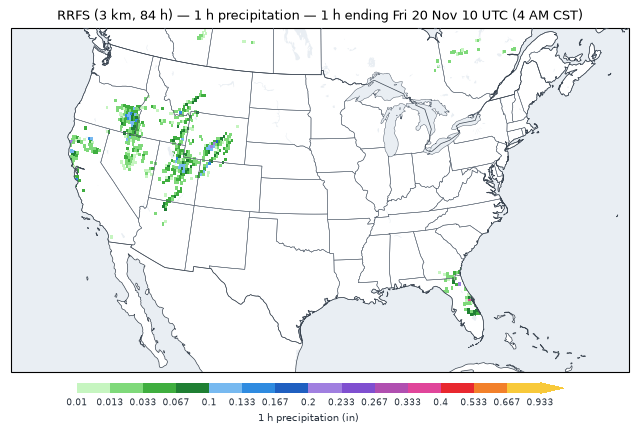 RRFS (3 km, 84 h) — 1 h precipitation — 1 h ending Fri 20 Nov 10 UTC (4 AM CST)
0.01 0.013 0.033 0.067 0.1 0.133 0.167 0.2 0.233 0.267 0.333 0.4 0.533 0.667 0.933
1 h precipitation (in)